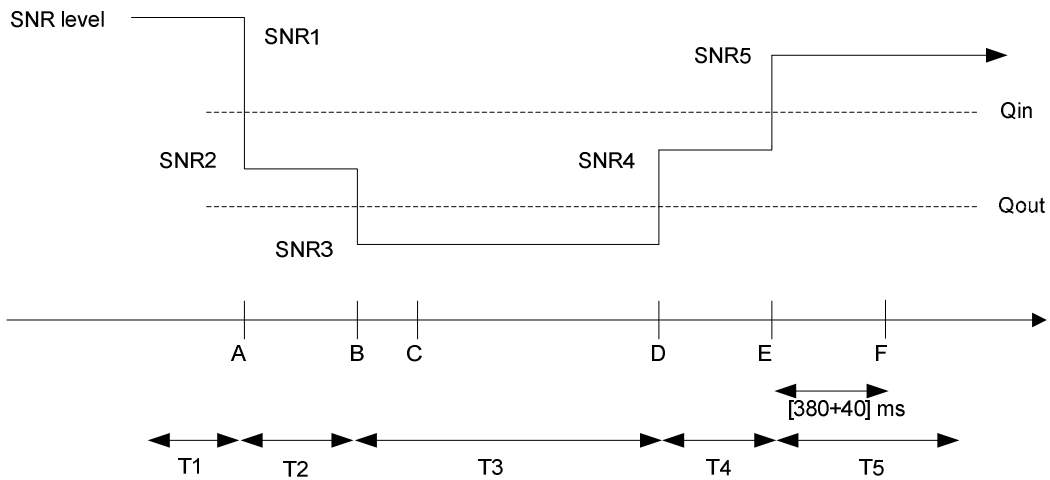 SNR level
SNR1
SNR5
Qin
SNR2
SNR4
Qout
SNR3
A
B
C
D
E
F
[380+40] ms
T1
T2
T3
T4
T5